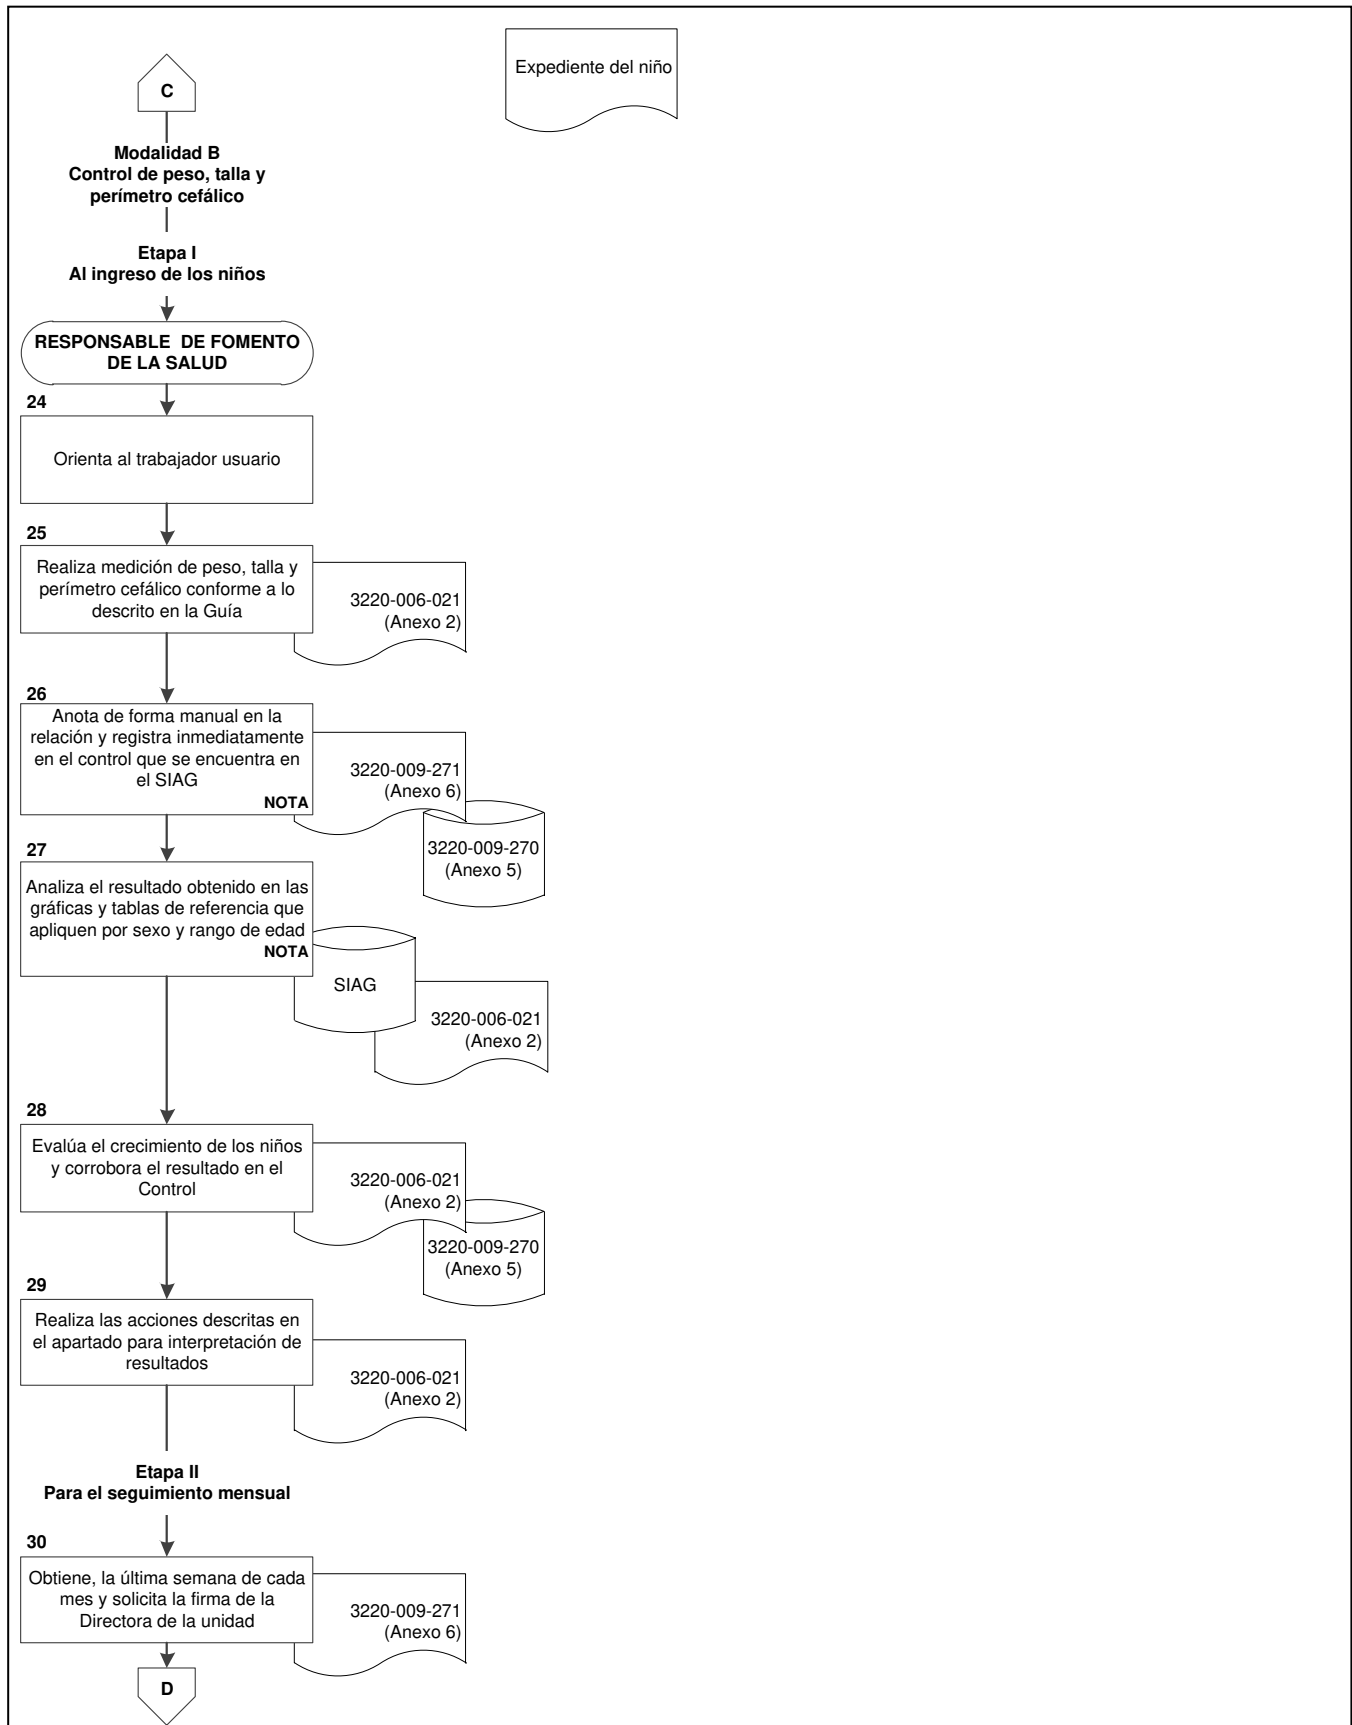 C
Expediente del niño
Modalidad B
Control de peso, talla y
perímetro cefálico
Etapa I
Al ingreso de los niños
RESPONSABLE DE FOMENTO
DE LA SALUD
24
Orienta al trabajador usuario
25
Realiza medición de peso, talla y
perímetro cefálico conforme a lo
descrito en la Guía
3220-006-021
(Anexo 2)
26
Anota de forma manual en la
relación y registra inmediatamente
en el control que se encuentra en
el SIAG
NOTA
3220-009-271
(Anexo 6)
3220-009-270
(Anexo 5)
27
Analiza el resultado obtenido en las
gráficas y tablas de referencia que
apliquen por sexo y rango de edad
NOTA
SIAG
3220-006-021
(Anexo 2)
28
Evalúa el crecimiento de los niños
y corrobora el resultado en el
Control
3220-006-021
(Anexo 2)
3220-009-270
(Anexo 5)
29
Realiza las acciones descritas en
el apartado para interpretación de
resultados
3220-006-021
(Anexo 2)
Etapa II
Para el seguimiento mensual
30
Obtiene, la última semana de cada
mes y solicita la firma de la
Directora de la unidad
3220-009-271
(Anexo 6)
D